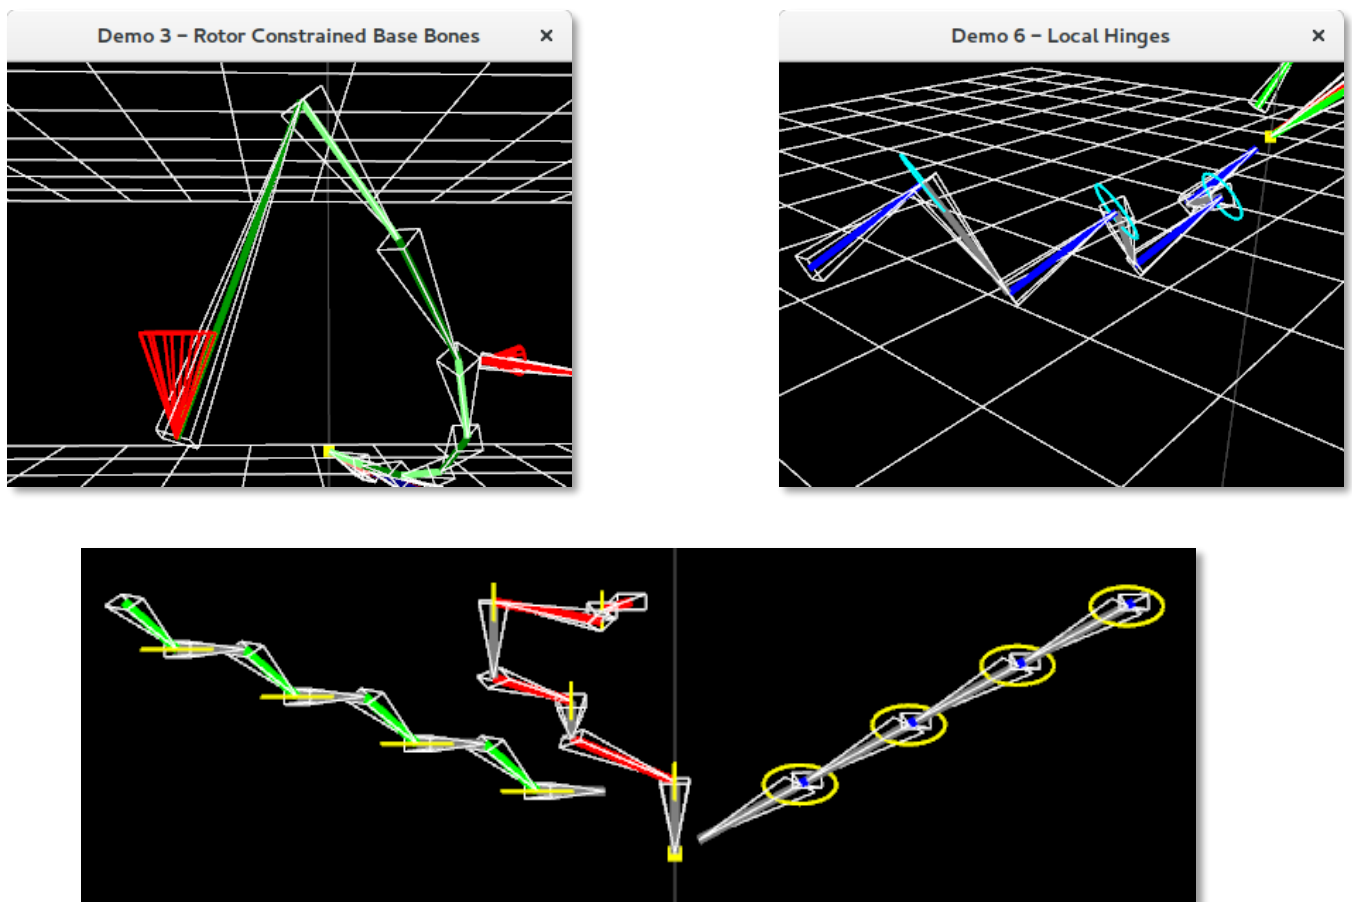 Demo 3 – Rotor Constrained Base Bones ×
Demo 6 – Local Hinges ×